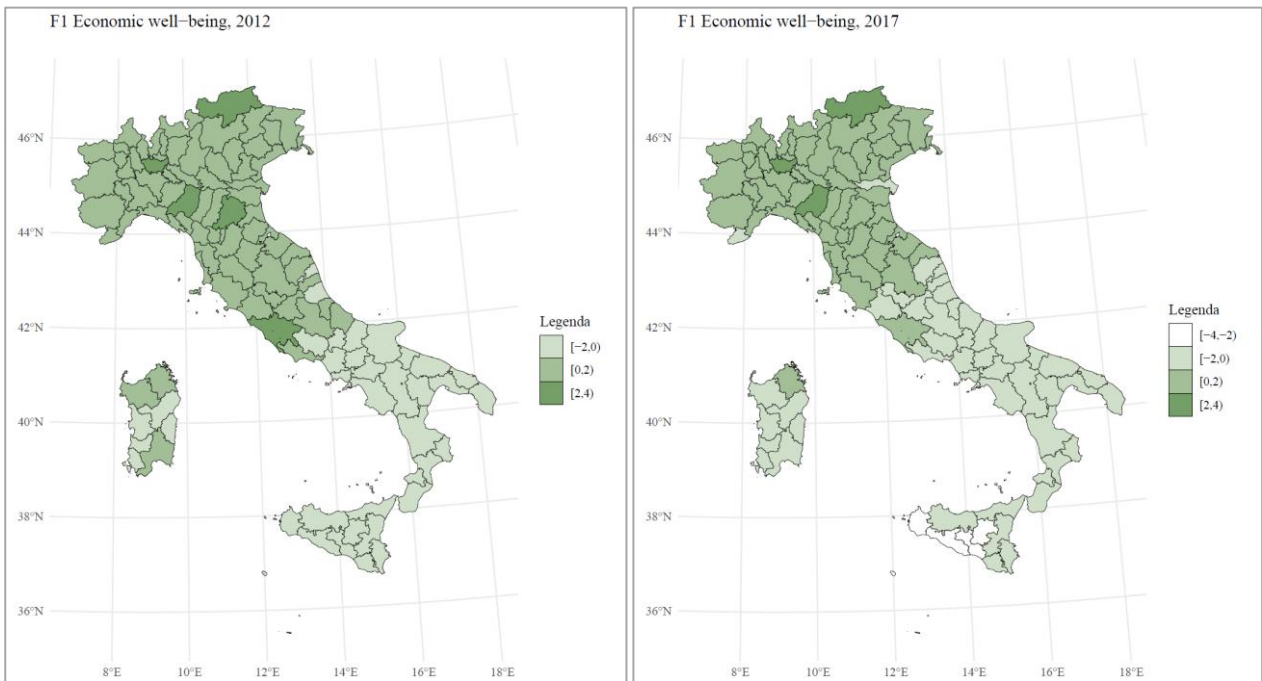 F1 Economic well−being, 2012
46°N
44°N
42°N
40°N
38°N
36°N
8°E 10°E 12°E 14°E 16°E 18°E
Legenda
[−2,0)
[0,2)
[2,4)
F1 Economic well−being, 2017
46°N
44°N
42°N
40°N
38°N
36°N
8°E 10°E 12°E 14°E 16°E 18°E
Legenda
[−4,−2)
[−2,0)
[0,2)
[2,4)